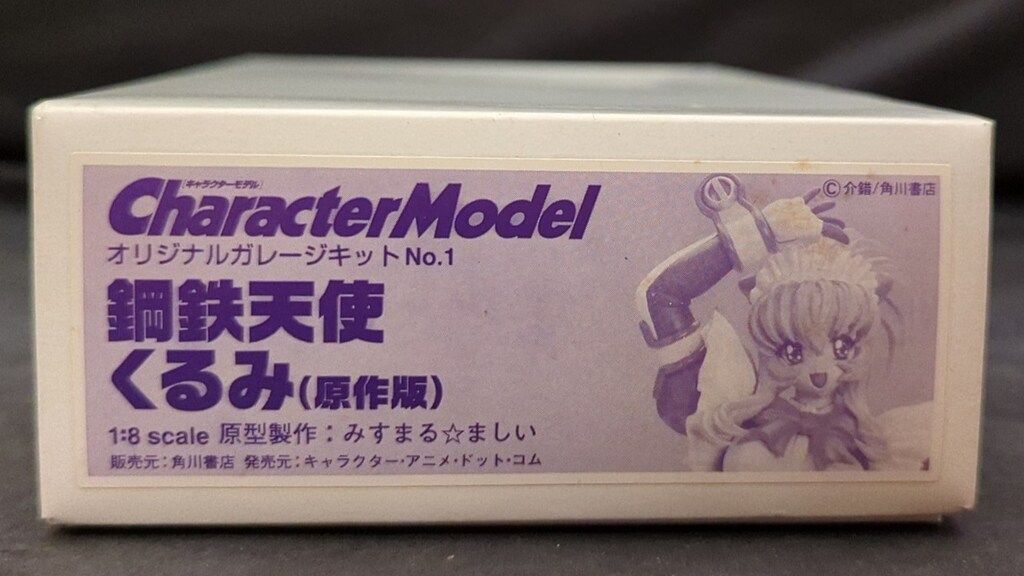 [キャラクターモデル]
CharacterModel
©介錯/角川書店
オリジナルガレージキット No.1
鋼鉄天使
くるみ(原作版)
1:8 scale 原型製作:みすまる☆ましい
販売元:角川書店 発売元:キャラクター・アニメ・ドット・コム